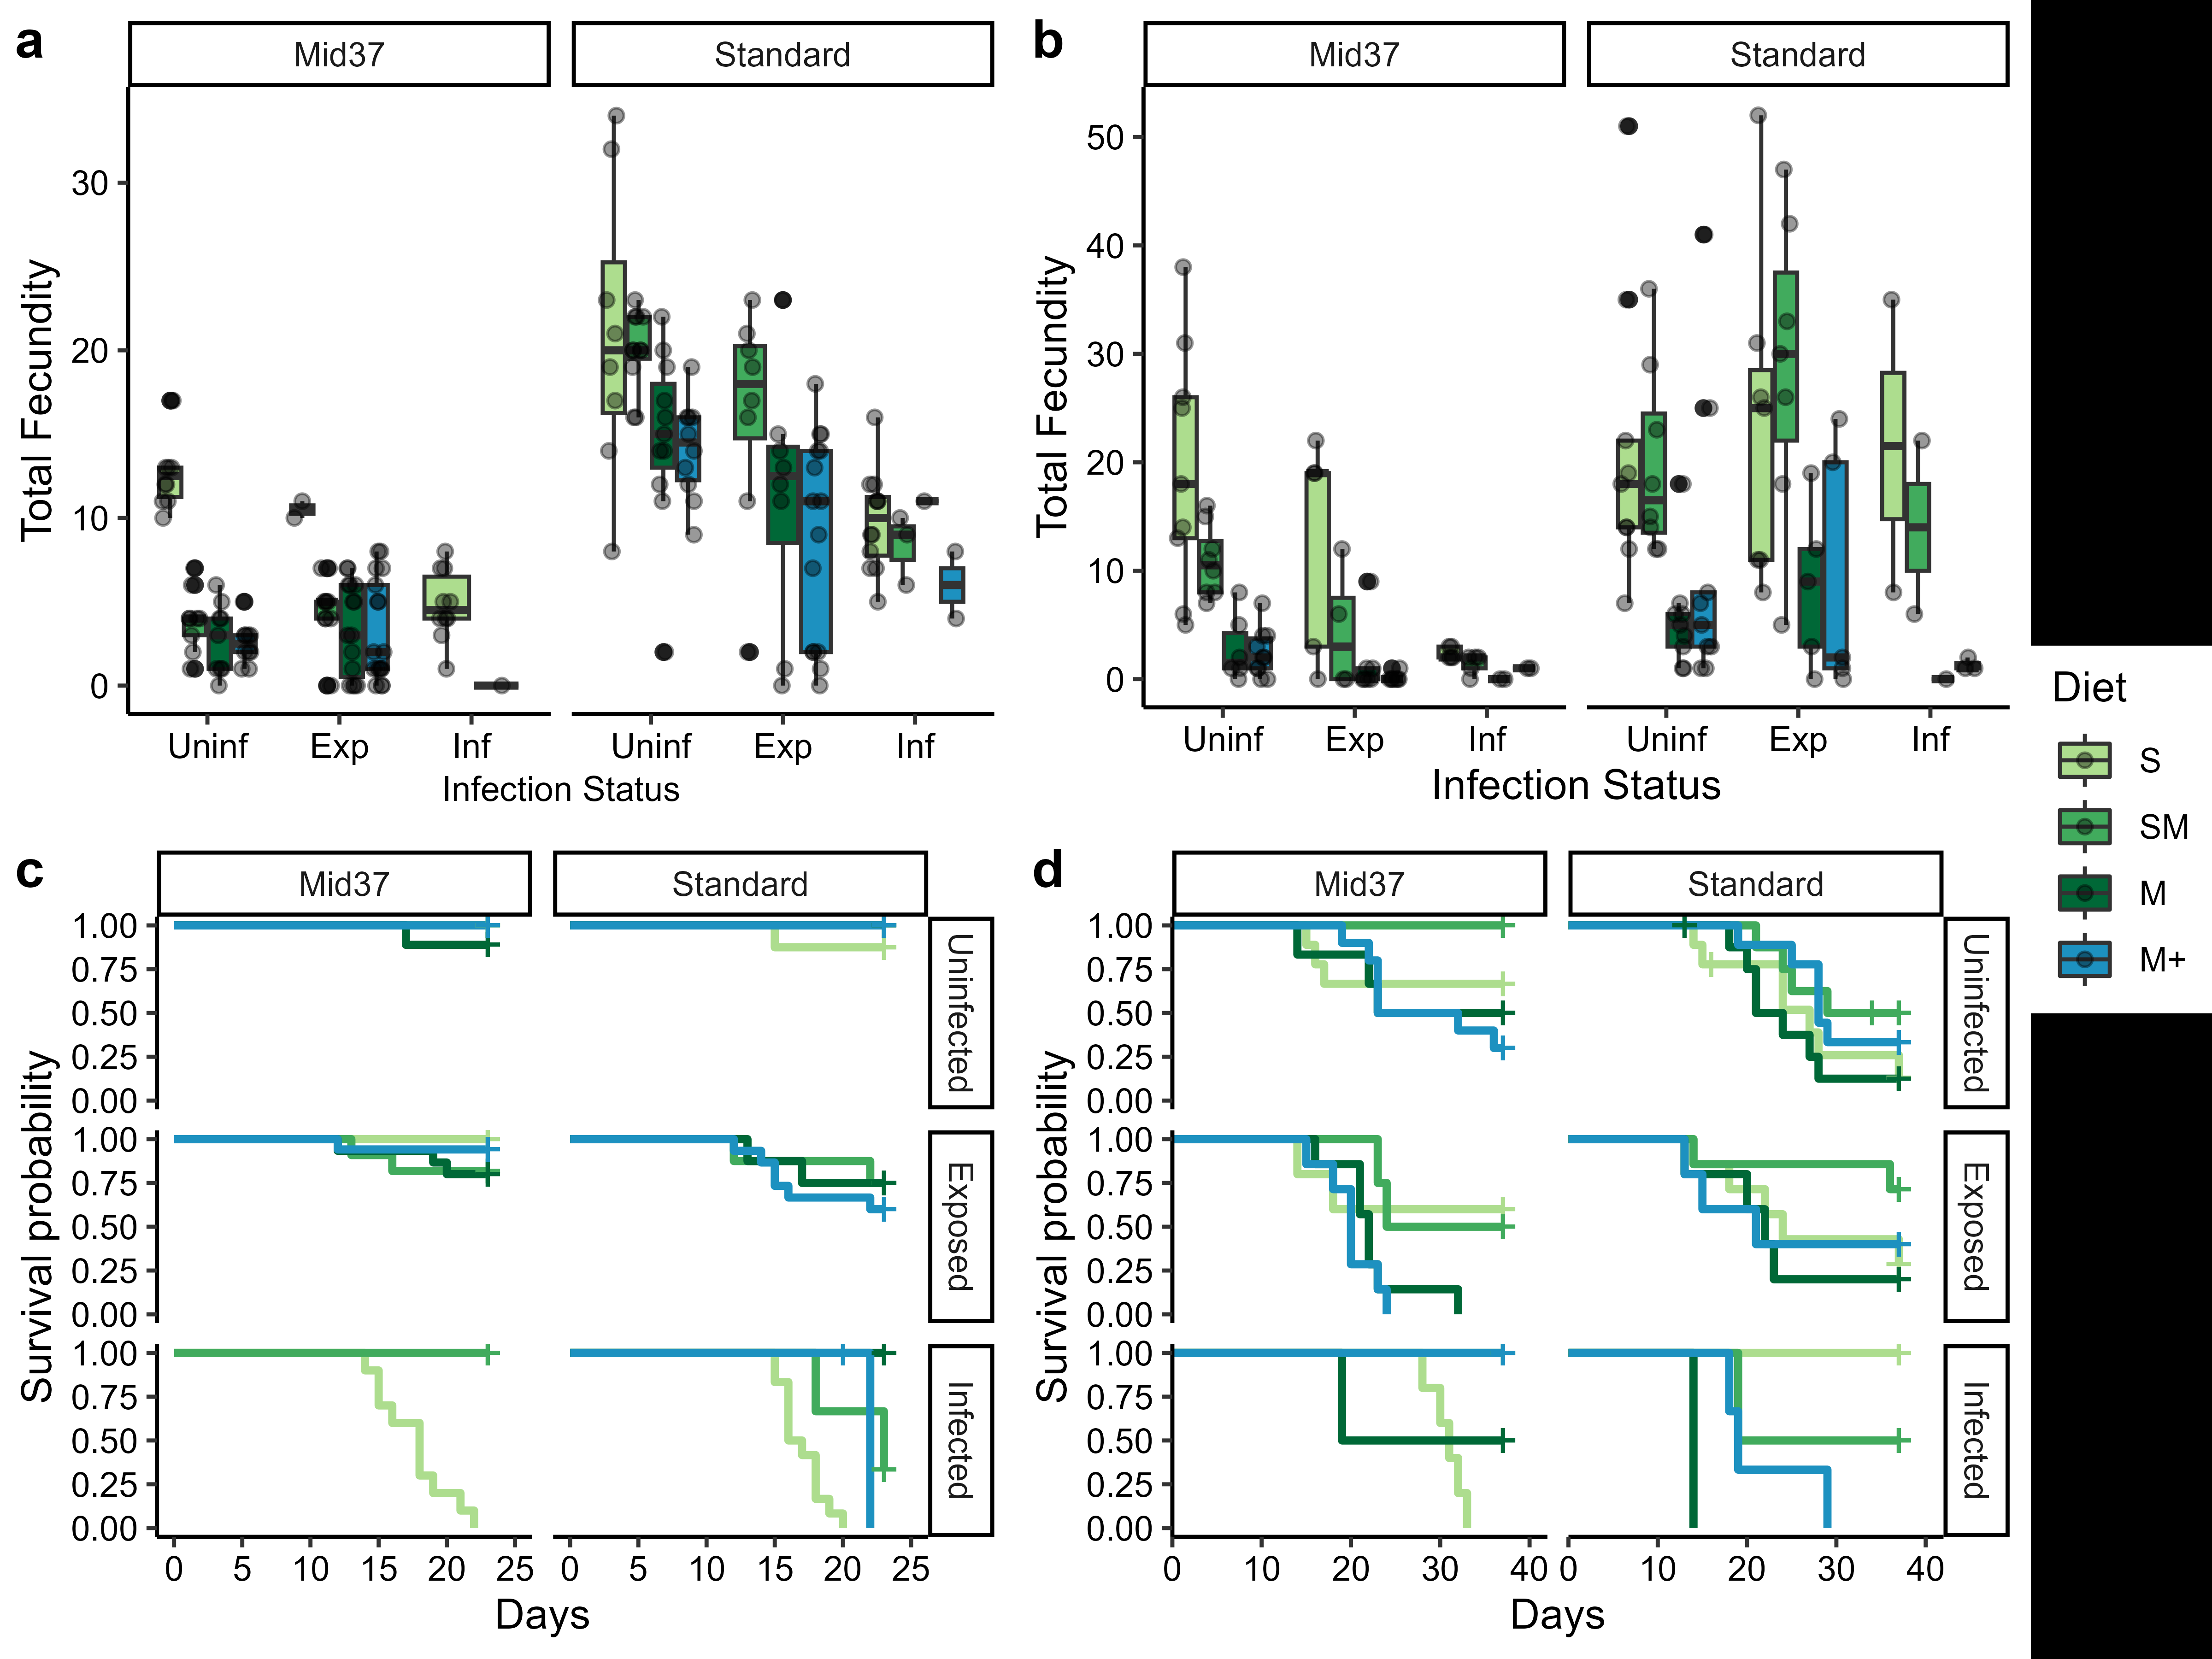 a
Mid37
Standard
Total Fecundity
30
20
10
0
Uninf
Exp
Inf
Uninf
Exp
Inf
Infection Status
b
Mid37
Standard
Total Fecundity
50
40
30
20
10
0
Uninf
Exp
Inf
Uninf
Exp
Inf
Infection Status
c
Mid37
Standard
Survival probability
1.00
0.75
0.50
0.25
0.00
Uninfected
1.00
0.75
0.50
0.25
0.00
Exposed
1.00
0.75
0.50
0.25
0.00
Infected
0 5 10 15 20 25
0 5 10 15 20 25
Days
d
Mid37
Standard
Survival probability
1.00
0.75
0.50
0.25
0.00
Uninfected
1.00
0.75
0.50
0.25
0.00
Exposed
1.00
0.75
0.50
0.25
0.00
Infected
0 10 20 30 40
0 10 20 30 40
Days
Diet
S
SM
M
M+